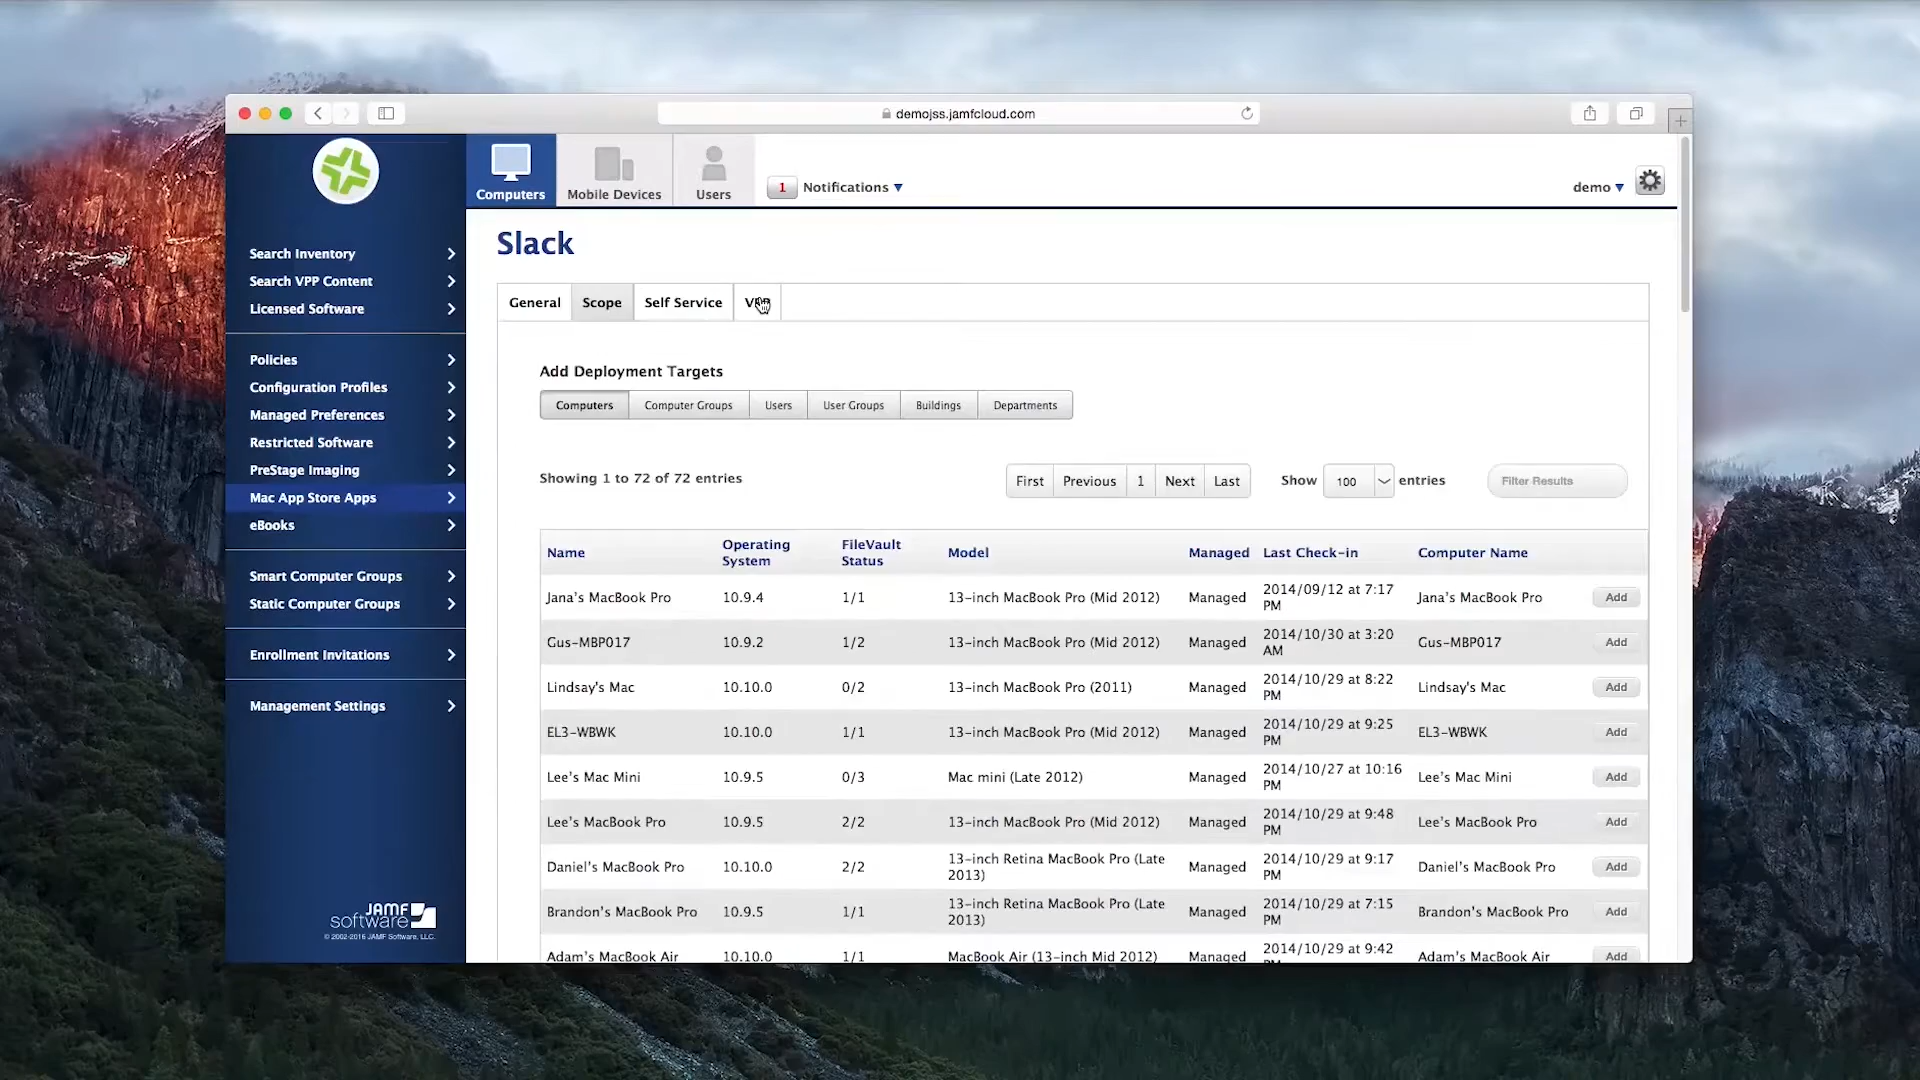 demojss.jamfcloud.com
Computers
Mobile Devices
Users
1 Notifications
demo
Search Inventory
Search VPP Content
Licensed Software
Policies
Configuration Profiles
Managed Preferences
Restricted Software
PreStage Imaging
Mac App Store Apps
eBooks
Smart Computer Groups
Static Computer Groups
Enrollment Invitations
Management Settings
JAMF
software
© 2002-2016 JAMF Software, LLC.
Slack
General Scope Self Service
Add Deployment Targets
Computers Computer Groups Users User Groups Buildings Departments
Showing 1 to 72 of 72 entries
First Previous 1 Next Last
Show 100 entries
Filter Results
Name Operating System FileVault Status Model Managed Last Check-in Computer Name
Jana's MacBook Pro 10.9.4 1/1 13-inch MacBook Pro (Mid 2012) Managed 2014/09/12 at 7:17 PM Jana's MacBook Pro Add
Gus-MBP017 10.9.2 1/2 13-inch MacBook Pro (Mid 2012) Managed 2014/10/30 at 3:20 AM Gus-MBP017 Add
Lindsay's Mac 10.10.0 0/2 13-inch MacBook Pro (2011) Managed 2014/10/29 at 8:22 PM Lindsay's Mac Add
EL3-WBWK 10.10.0 1/1 13-inch MacBook Pro (Mid 2012) Managed 2014/10/29 at 9:25 PM EL3-WBWK Add
Lee's Mac Mini 10.9.5 0/3 Mac mini (Late 2012) Managed 2014/10/27 at 10:16 PM Lee's Mac Mini Add
Lee's MacBook Pro 10.9.5 2/2 13-inch MacBook Pro (Mid 2012) Managed 2014/10/29 at 9:48 PM Lee's MacBook Pro Add
Daniel's MacBook Pro 10.10.0 2/2 13-inch Retina MacBook Pro (Late 2013) Managed 2014/10/29 at 9:17 PM Daniel's MacBook Pro Add
Brandon's MacBook Pro 10.9.5 1/1 13-inch Retina MacBook Pro (Late 2013) Managed 2014/10/29 at 7:15 PM Brandon's MacBook Pro Add
Adam's MacBook Air 10.10.0 1/1 MacBook Air (13-inch Mid 2012) Managed 2014/10/29 at 9:42 Adam's MacBook Air Add